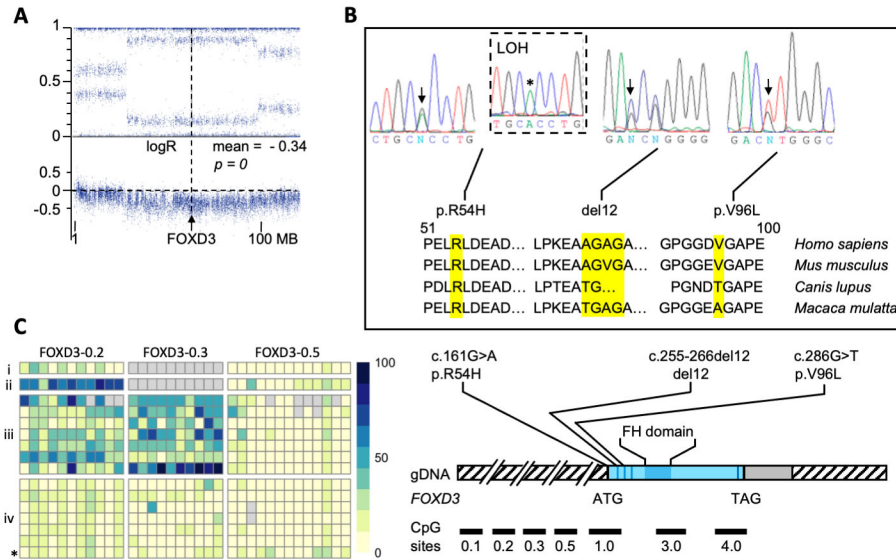 A
1
0.5
0
logR mean = - 0.34
p = 0
0.5
0
-0.5
1 100 MB
FOXD3
B
LOH
*
C T G C N C C T G
T G C A C C T G
G A N C N G G G G
G A C N T G G G C
p.R54H del12 p.V96L
51 100
PELRLDEAD... LPKEAAGAGA... GPGGDVGAPE Homo sapiens
PELRLDEAD... LPKEAAGVGA... GPGGDVGAPE Mus musculus
PDLRLDEAD... LPTEATG... PGNDTGAPE Canis lupus
PELRLDEAD... LPKEATGAGA... GPGGEAGAPE Macaca mulatta
C
FOXD3-0.2 FOXD3-0.3 FOXD3-0.5
i
ii
iii
iv
*
100
50
0
c.161G>A c.255-266del12 c.286G>T
p.R54H del12 p.V96L
FH domain
gDNA
FOXD3 ATG TAG
CpG
sites 0.1 0.2 0.3 0.5 1.0 3.0 4.0